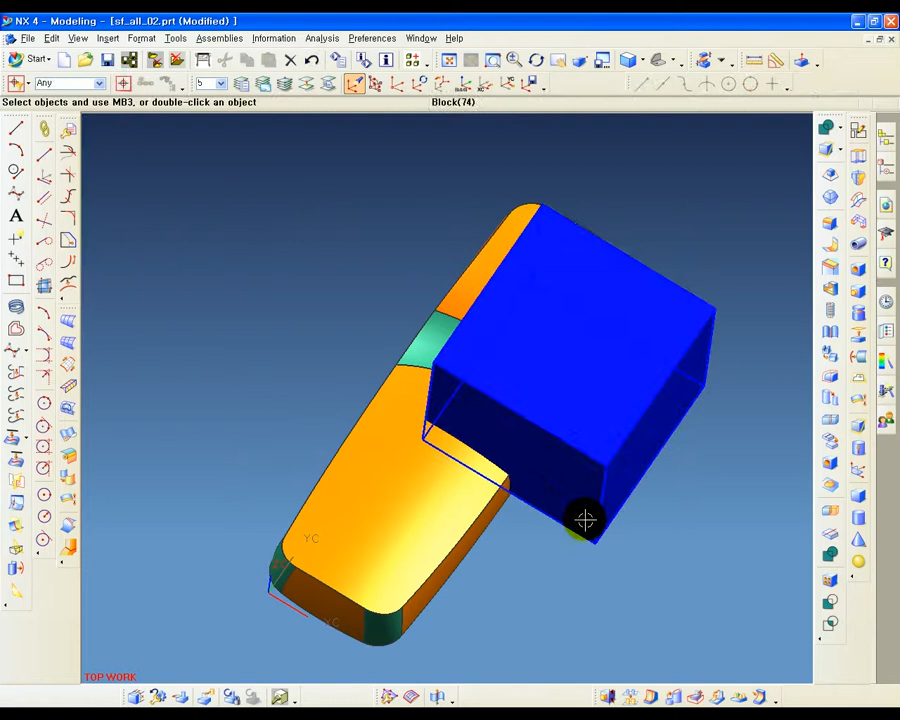 NX 4 - Modeling - [sf_all_02.prt (Modified) ]
File Edit View Insert Format Tools Assemblies Information Analysis Preferences Window Help
Start
Any 5
Select objects and use MB3, or double-click an object Block(74)
A
YC
XC
TOP WORK